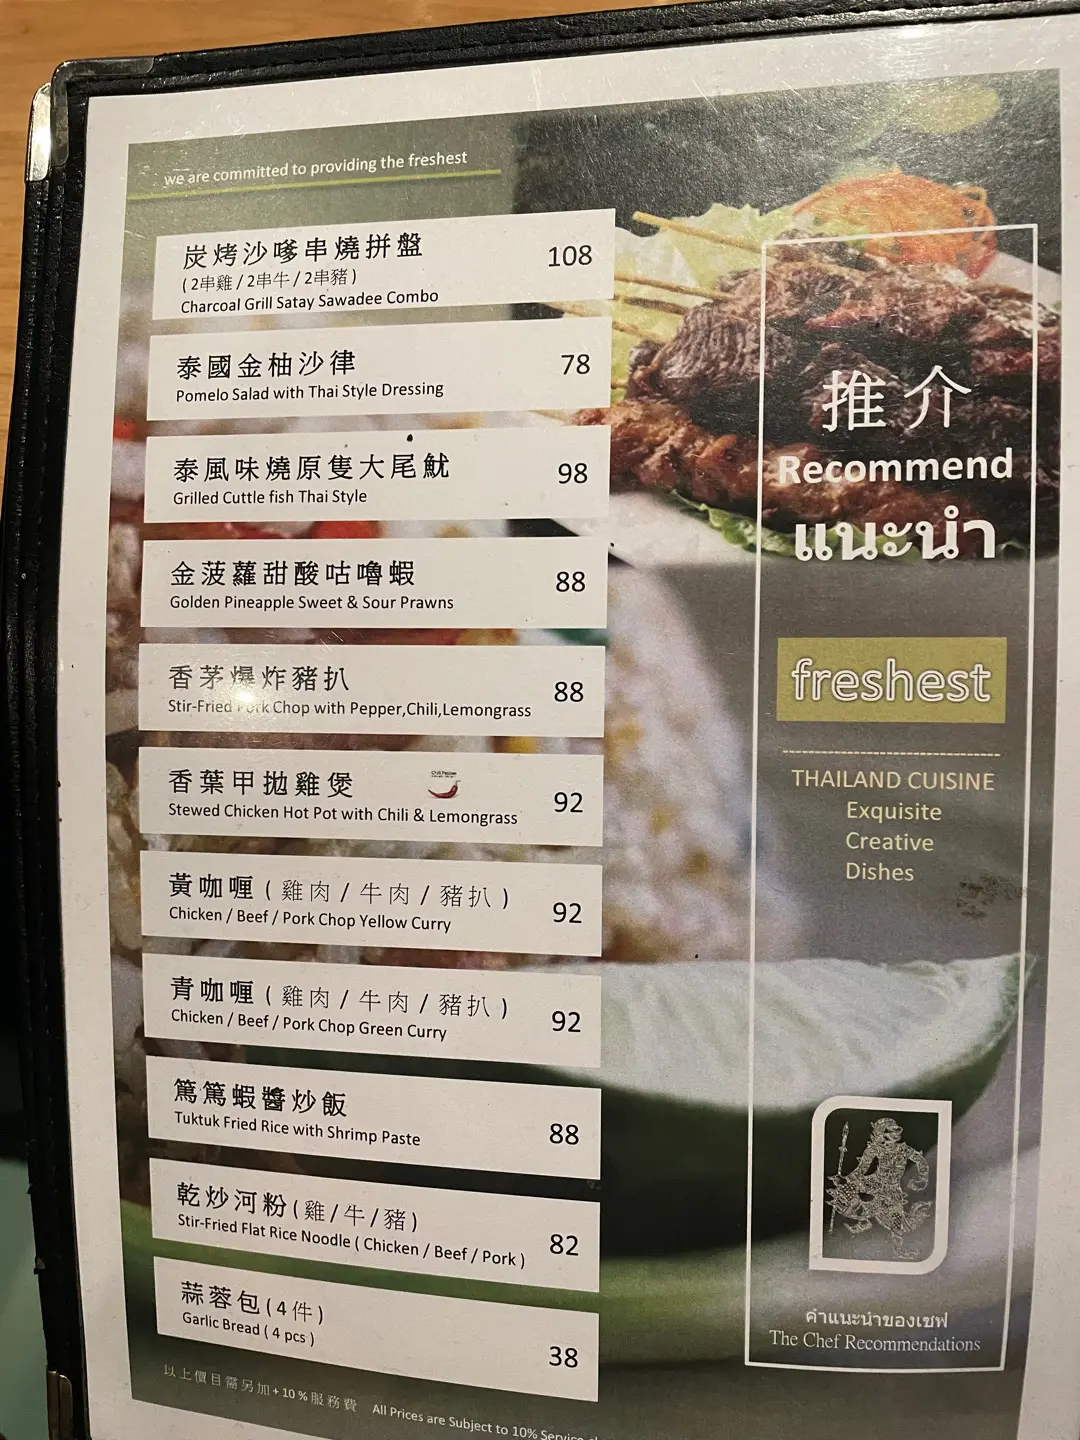 we are committed to providing the freshest
炭烤沙嗲串燒拼盤 108
( 2串雞 / 2串牛 / 2串豬 )
Charcoal Grill Satay Sawadee Combo
泰國金柚沙律 78
Pomelo Salad with Thai Style Dressing
泰風味燒原隻大尾魷 98
Grilled Cuttle fish Thai Style
金菠蘿甜酸咕嚕蝦 88
Golden Pineapple Sweet & Sour Prawns
香茅爆炸豬扒 88
Stir-Fried Pork Chop with Pepper,Chili,Lemongrass
香葉甲拋雞煲 92
Stewed Chicken Hot Pot with Chili & Lemongrass
黃咖喱 ( 雞肉 / 牛肉 / 豬扒 ) 92
Chicken / Beef / Pork Chop Yellow Curry
青咖喱 ( 雞肉 / 牛肉 / 豬扒 ) 92
Chicken / Beef / Pork Chop Green Curry
篤篤蝦醬炒飯 88
Tuktuk Fried Rice with Shrimp Paste
乾炒河粉 ( 雞 / 牛 / 豬 ) 82
Stir-Fried Flat Rice Noodle ( Chicken / Beef / Pork )
蒜蓉包 ( 4 件 ) 38
Garlic Bread ( 4 pcs )
以上價目需另加 + 10 % 服務費 All Prices are Subject to 10% Service
推介
Recommend
แนะนำ
freshest
THAILAND CUISINE
Exquisite
Creative
Dishes
คำแนะนำของเชฟ
The Chef Recommendations